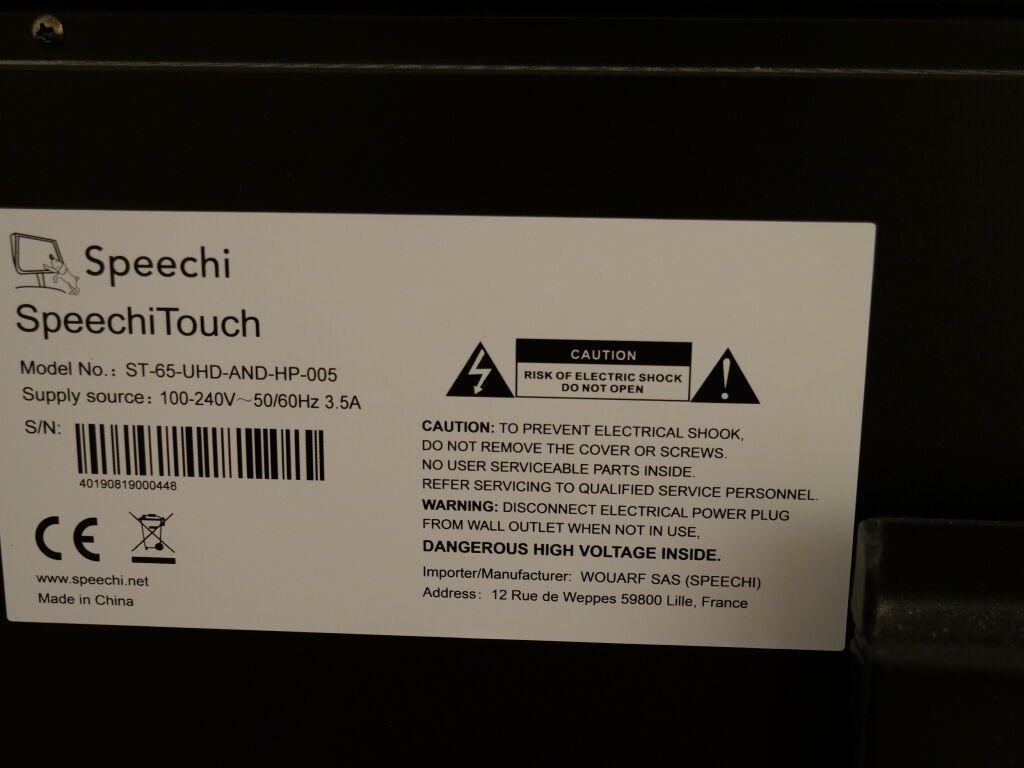 Speechi
SpeechiTouch
Model No.: ST-65-UHD-AND-HP-005
Supply source: 100-240V~50/60Hz 3.5A
S/N:
40190819000448
CE
www.speechi.net
Made in China
CAUTION
RISK OF ELECTRIC SHOCK
DO NOT OPEN
CAUTION: TO PREVENT ELECTRICAL SHOOK,
DO NOT REMOVE THE COVER OR SCREWS.
NO USER SERVICEABLE PARTS INSIDE.
REFER SERVICING TO QUALIFIED SERVICE PERSONNEL.
WARNING: DISCONNECT ELECTRICAL POWER PLUG
FROM WALL OUTLET WHEN NOT IN USE,
DANGEROUS HIGH VOLTAGE INSIDE.
Importer/Manufacturer: WOUARF SAS (SPEECHI)
Address: 12 Rue de Weppes 59800 Lille, France